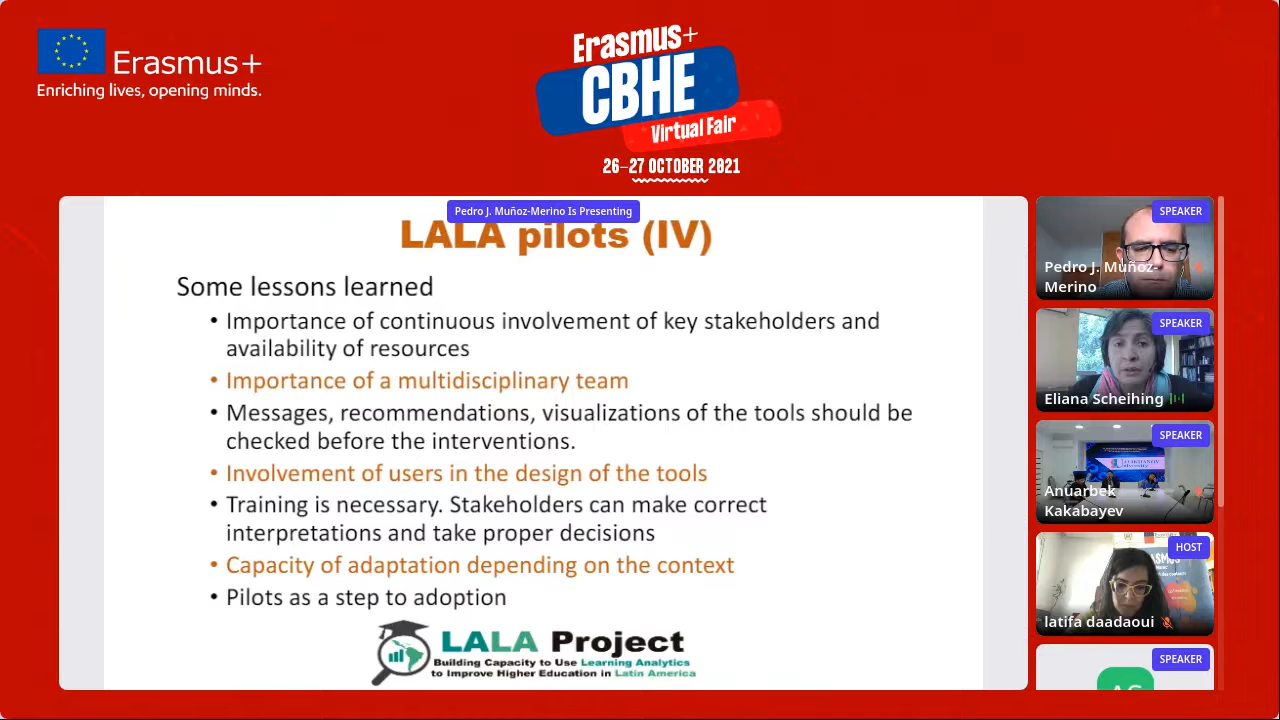 Erasmus+
Enriching lives, opening minds.
Erasmus+
CBHE
Virtual Fair
26–27 OCTOBER 2021
Pedro J. Muñoz-Merino Is Presenting
LALA pilots (IV)
Some lessons learned
• Importance of continuous involvement of key stakeholders and
availability of resources
• Importance of a multidisciplinary team
• Messages, recommendations, visualizations of the tools should be
checked before the interventions.
• Involvement of users in the design of the tools
• Training is necessary. Stakeholders can make correct
interpretations and take proper decisions
• Capacity of adaptation depending on the context
• Pilots as a step to adoption
LALA Project
Building Capacity to Use Learning Analytics
to Improve Higher Education in Latin America
SPEAKER
Pedro J. Muñoz-
Merino
SPEAKER
Eliana Scheihing
SPEAKER
Anuarbek
Kakabayev
HOST
latifa daadaoui
SPEAKER